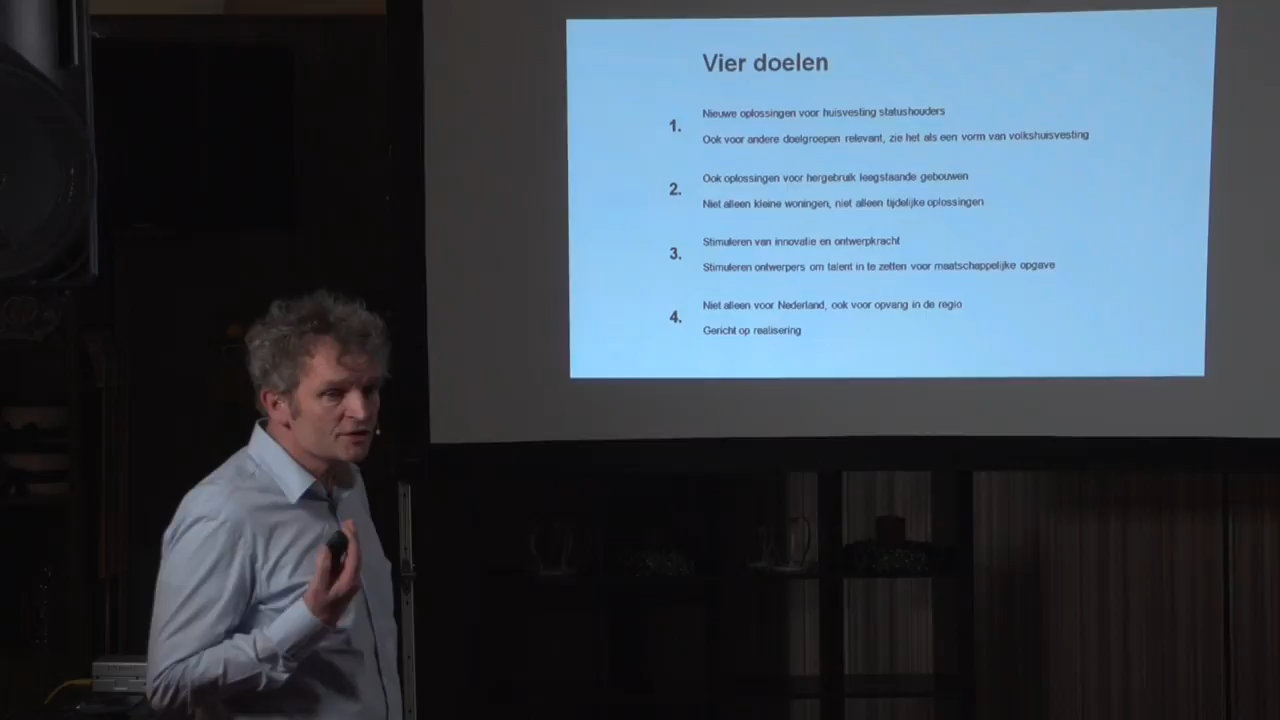 Vier doelen
1.
Nieuwe oplossingen voor huisvesting statushouders
Ook voor andere doelgroepen relevant, zie het als een vorm van volkshuisvesting
2.
Ook oplossingen voor hergebruik leegstaande gebouwen
Niet alleen kleine woningen, niet alleen tijdelijke oplossingen
3.
Stimuleren van innovatie en ontwerpkracht
Stimuleren ontwerpers om talent in te zetten voor maatschappelijke opgave
4.
Niet alleen voor Nederland, ook voor opvang in de regio
Gericht op realisering